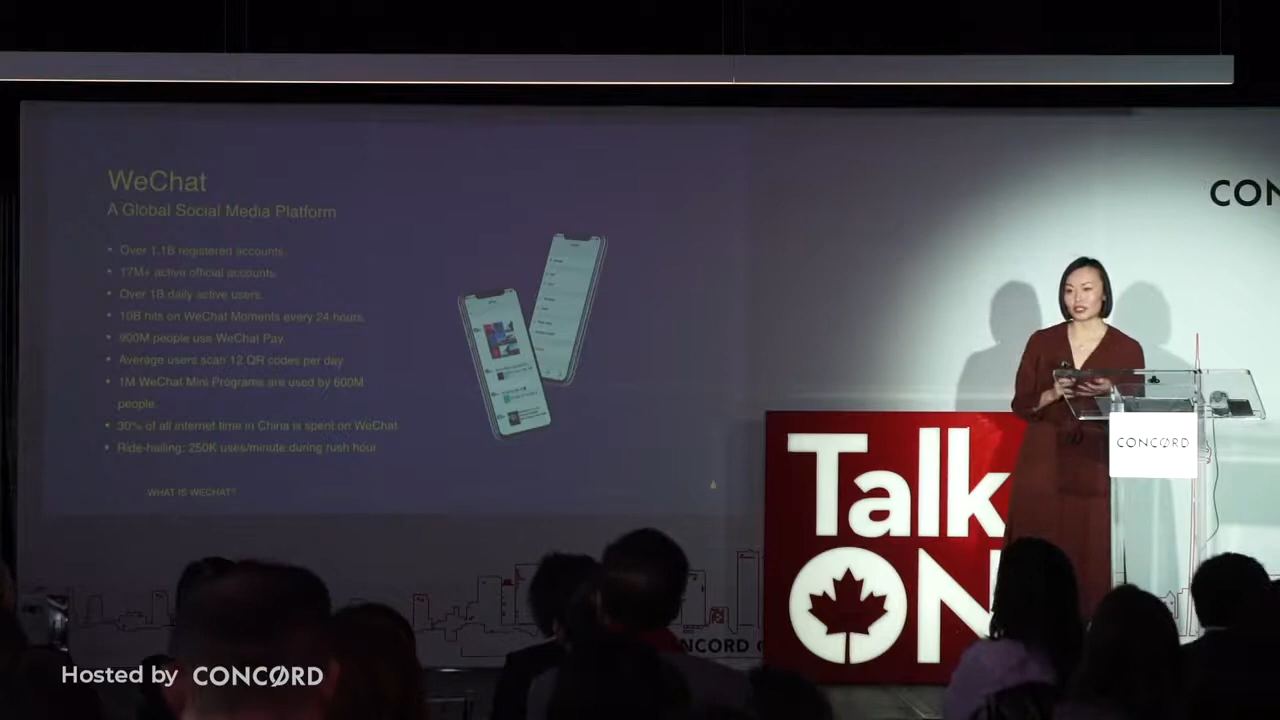 WeChat
A Global Social Media Platform
• Over 1.1B registered accounts.
• 17M+ active official accounts.
• Over 1B daily active users.
• 10B hits on WeChat Moments every 24 hours.
• 900M people use WeChat Pay.
• Average users scan 12 QR codes per day
• 1M WeChat Mini Programs are used by 600M
people.
• 30% of all internet time in China is spent on WeChat
• Ride-hailing: 250K uses/minute during rush hour
WHAT IS WECHAT?
CON
CONCORD
Talk
ON
NCORD
Hosted by CONCORD